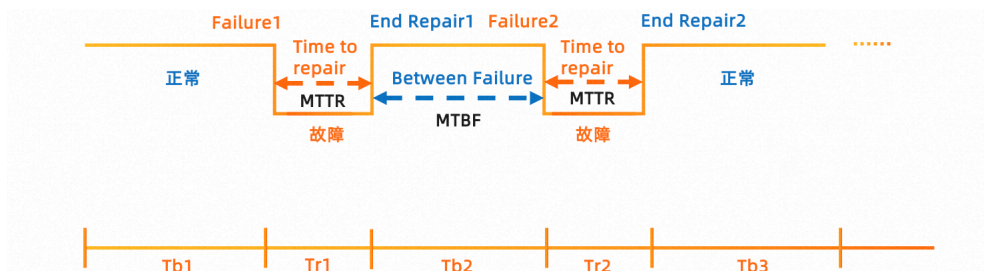 Failure1
End Repair1
Failure2
End Repair2
Time to
repair
Time to
repair
正常
Between Failure
正常
MTTR
MTTR
MTBF
故障
故障
Tb1
Tr1
Tb2
Tr2
Tb3